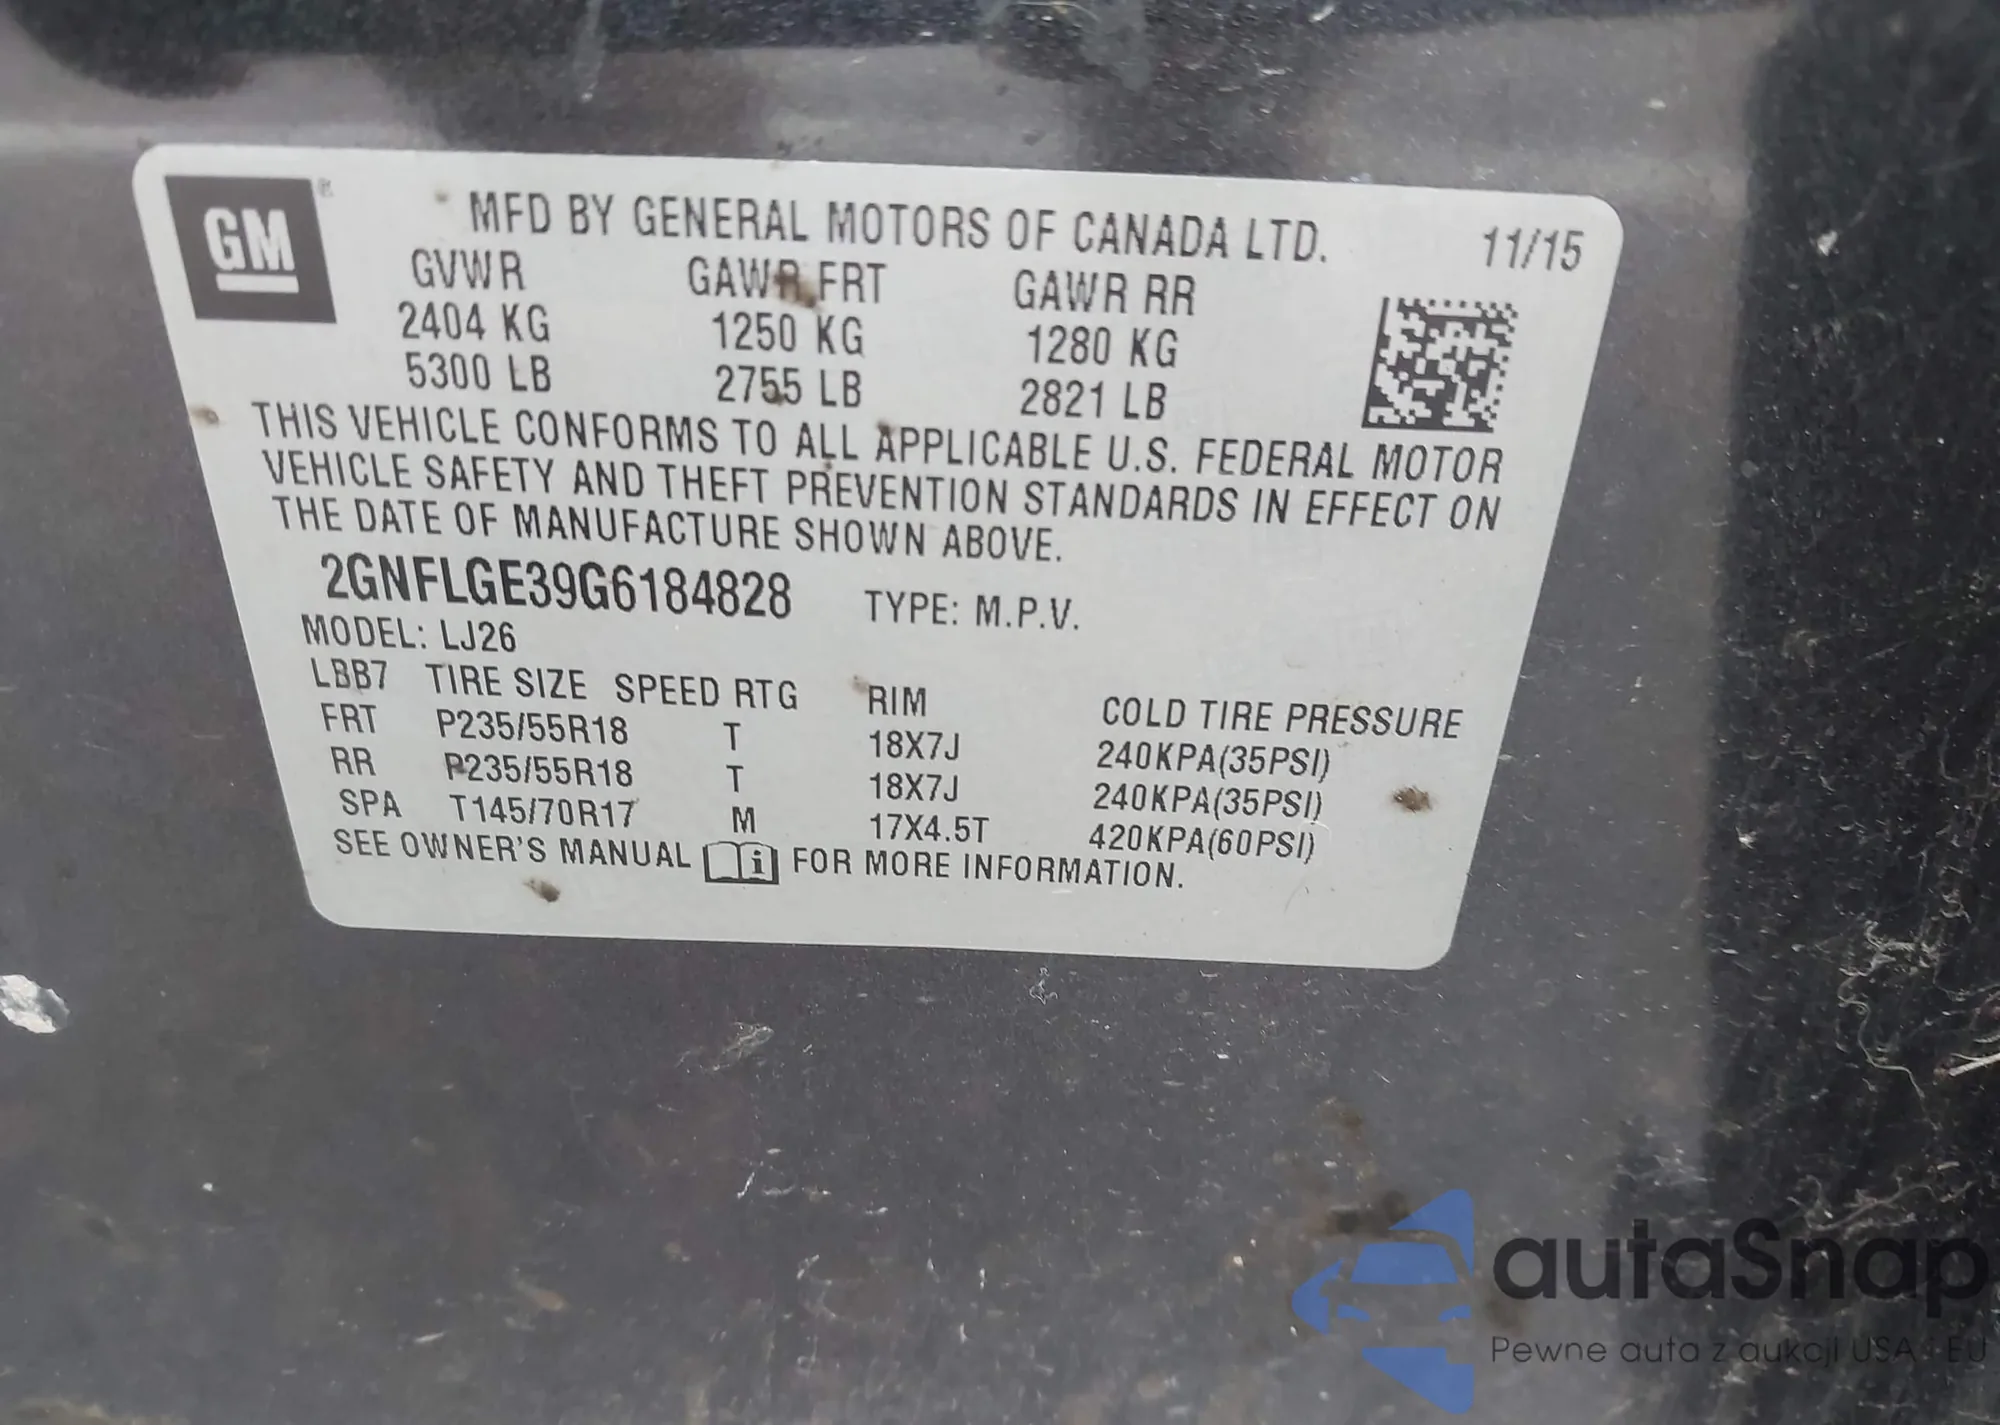 GM ®
MFD BY GENERAL MOTORS OF CANADA LTD. 11/15
GVWR GAWR FRT GAWR RR
2404 KG 1250 KG 1280 KG
5300 LB 2755 LB 2821 LB
THIS VEHICLE CONFORMS TO ALL APPLICABLE U.S. FEDERAL MOTOR
VEHICLE SAFETY AND THEFT PREVENTION STANDARDS IN EFFECT ON
THE DATE OF MANUFACTURE SHOWN ABOVE.
2GNFLGE39G6184828 TYPE: M.P.V.
MODEL: LJ26
LBB7 TIRE SIZE SPEED RTG RIM COLD TIRE PRESSURE
FRT P235/55R18 T 18X7J 240KPA(35PSI)
RR P235/55R18 T 18X7J 240KPA(35PSI)
SPA T145/70R17 M 17X4.5T 420KPA(60PSI)
SEE OWNER'S MANUAL i FOR MORE INFORMATION.
autaSnap
Pewne auta z aukcji USA i EU